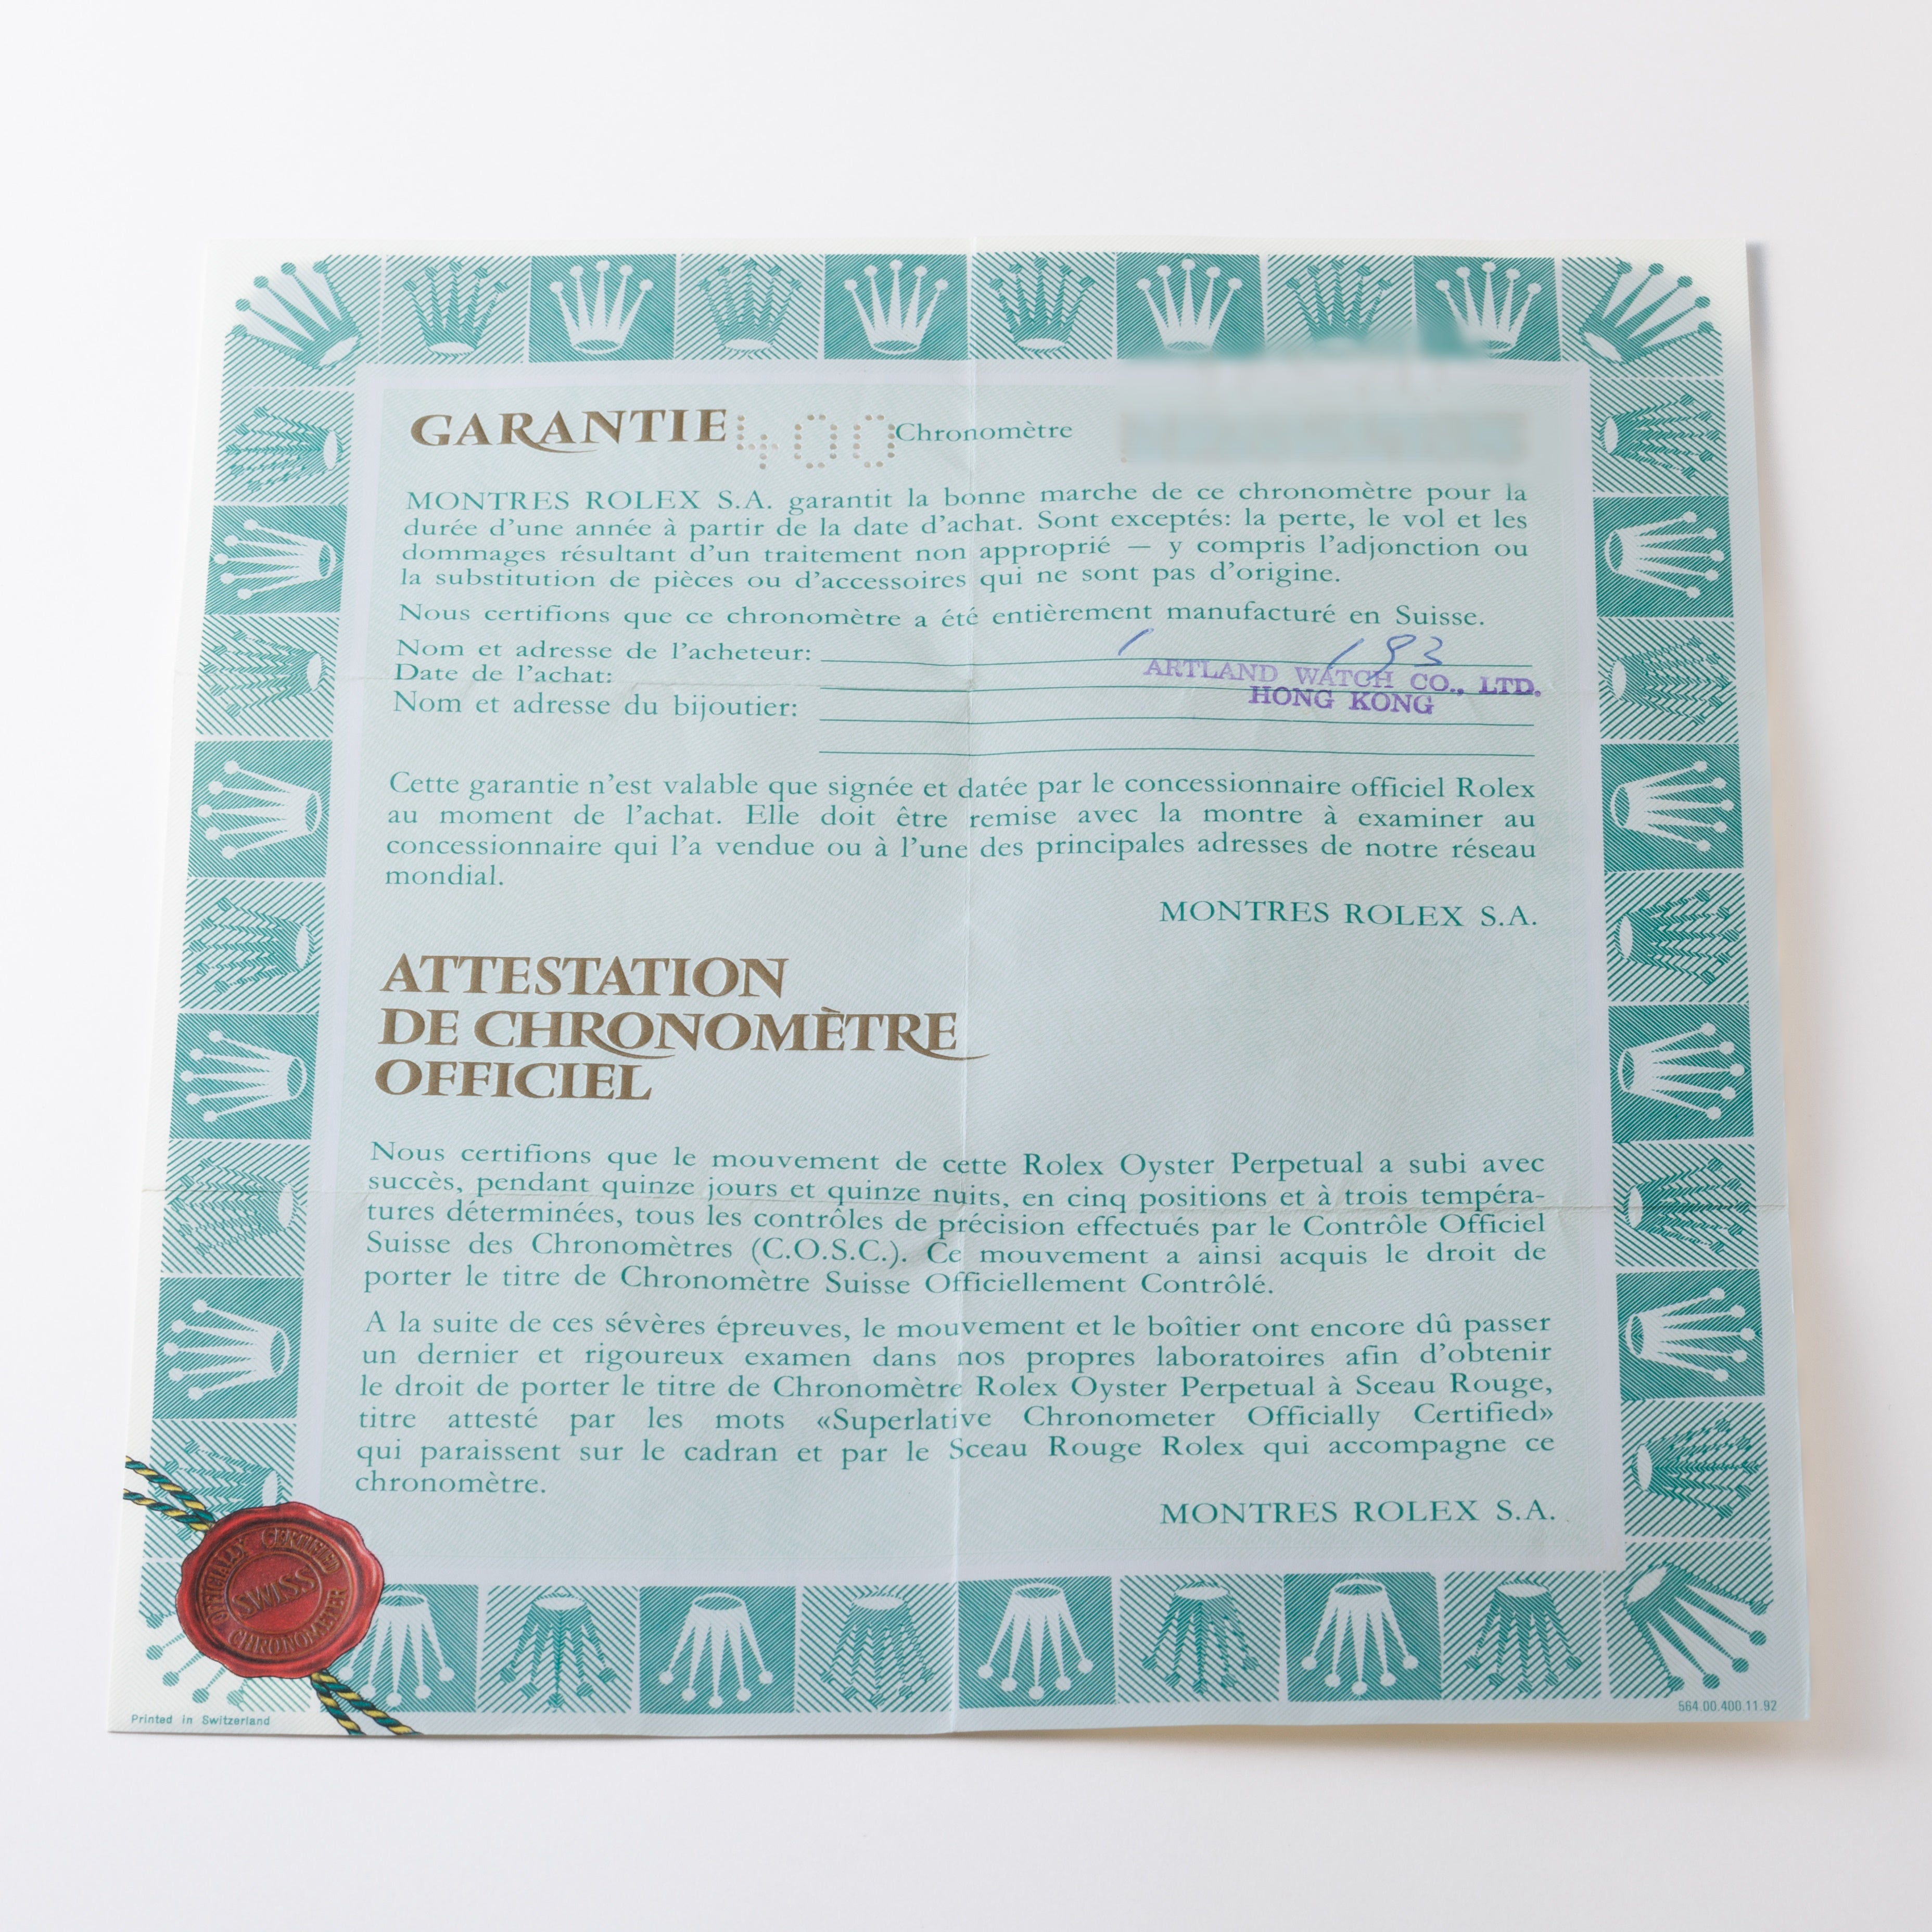 GARANTIE 400 Chronomètre
MONTRES ROLEX S.A. garantit la bonne marche de ce chronomètre pour la
durée d'une année à partir de la date d'achat. Sont exceptés: la perte, le vol et les
dommages résultant d'un traitement non approprié — y compris l'adjonction ou
la substitution de pièces ou d'accessoires qui ne sont pas d'origine.
Nous certifions que ce chronomètre a été entièrement manufacturé en Suisse.
Nom et adresse de l'acheteur:
/ / 93
Date de l'achat:
ARTLAND WATCH CO., LTD.
HONG KONG
Nom et adresse du bijoutier:
Cette garantie n'est valable que signée et datée par le concessionnaire officiel Rolex
au moment de l'achat. Elle doit être remise avec la montre à examiner au
concessionnaire qui l'a vendue ou à l'une des principales adresses de notre réseau
mondial.
MONTRES ROLEX S.A.
ATTESTATION
DE CHRONOMÈTRE
OFFICIEL
Nous certifions que le mouvement de cette Rolex Oyster Perpetual a subi avec
succès, pendant quinze jours et quinze nuits, en cinq positions et à trois tempéra-
tures déterminées, tous les contrôles de précision effectués par le Contrôle Officiel
Suisse des Chronomètres (C.O.S.C.). Ce mouvement a ainsi acquis le droit de
porter le titre de Chronomètre Suisse Officiellement Contrôlé.
A la suite de ces sévères épreuves, le mouvement et le boîtier ont encore dû passer
un dernier et rigoureux examen dans nos propres laboratoires afin d'obtenir
le droit de porter le titre de Chronomètre Rolex Oyster Perpetual à Sceau Rouge,
titre attesté par les mots «Superlative Chronometer Officially Certified»
qui paraissent sur le cadran et par le Sceau Rouge Rolex qui accompagne ce
chronomètre.
MONTRES ROLEX S.A.
OFFICIALLY CERTIFIED
SWISS
CHRONOMETER
Printed in Switzerland
564.00.400.11.92